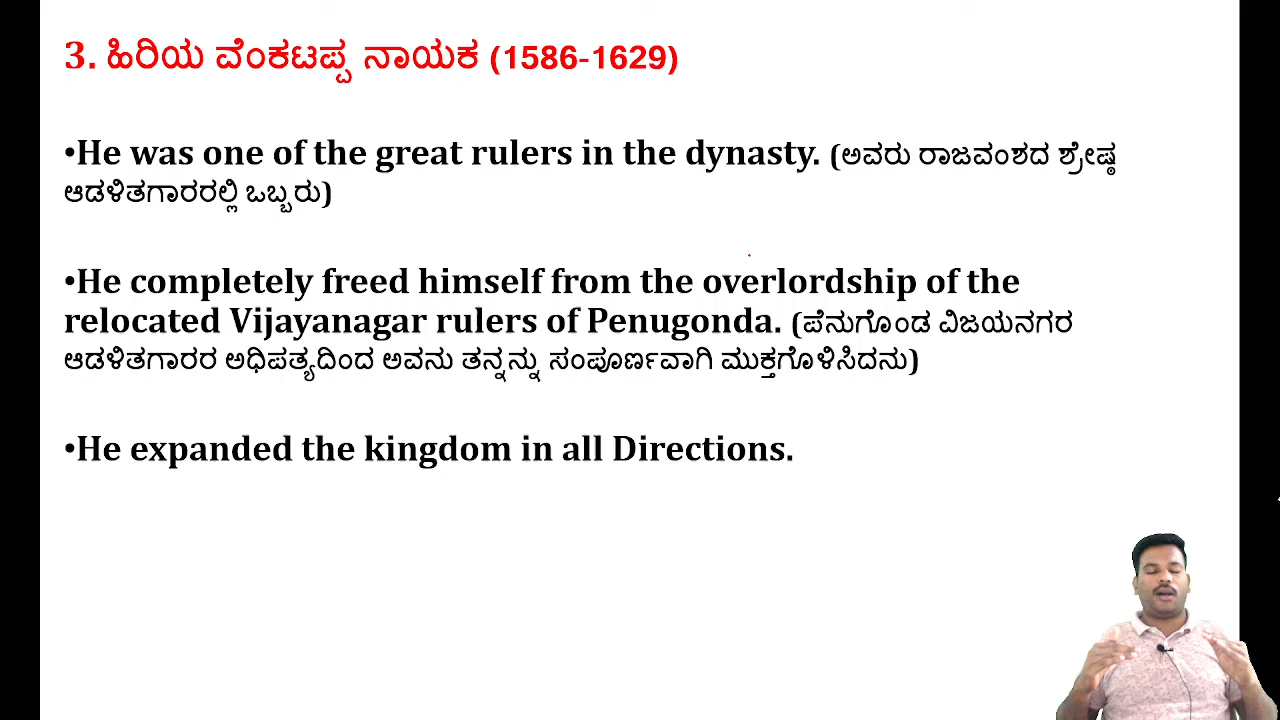 3. ಹಿರಿಯ ವೆಂಕಟಪ್ಪ ನಾಯಕ (1586-1629)
•He was one of the great rulers in the dynasty. (ಅವರು ರಾಜವಂಶದ ಶ್ರೇಷ್ಠ
ಆಡಳಿತಗಾರರಲ್ಲಿ ಒಬ್ಬರು)
•He completely freed himself from the overlordship of the
relocated Vijayanagar rulers of Penugonda. (ಪೆನುಗೊಂಡ ವಿಜಯನಗರ
ಆಡಳಿತಗಾರರ ಅಧಿಪತ್ಯದಿಂದ ಅವನು ತನ್ನನ್ನು ಸಂಪೂರ್ಣವಾಗಿ ಮುಕ್ತಗೊಳಿಸಿದನು)
•He expanded the kingdom in all Directions.